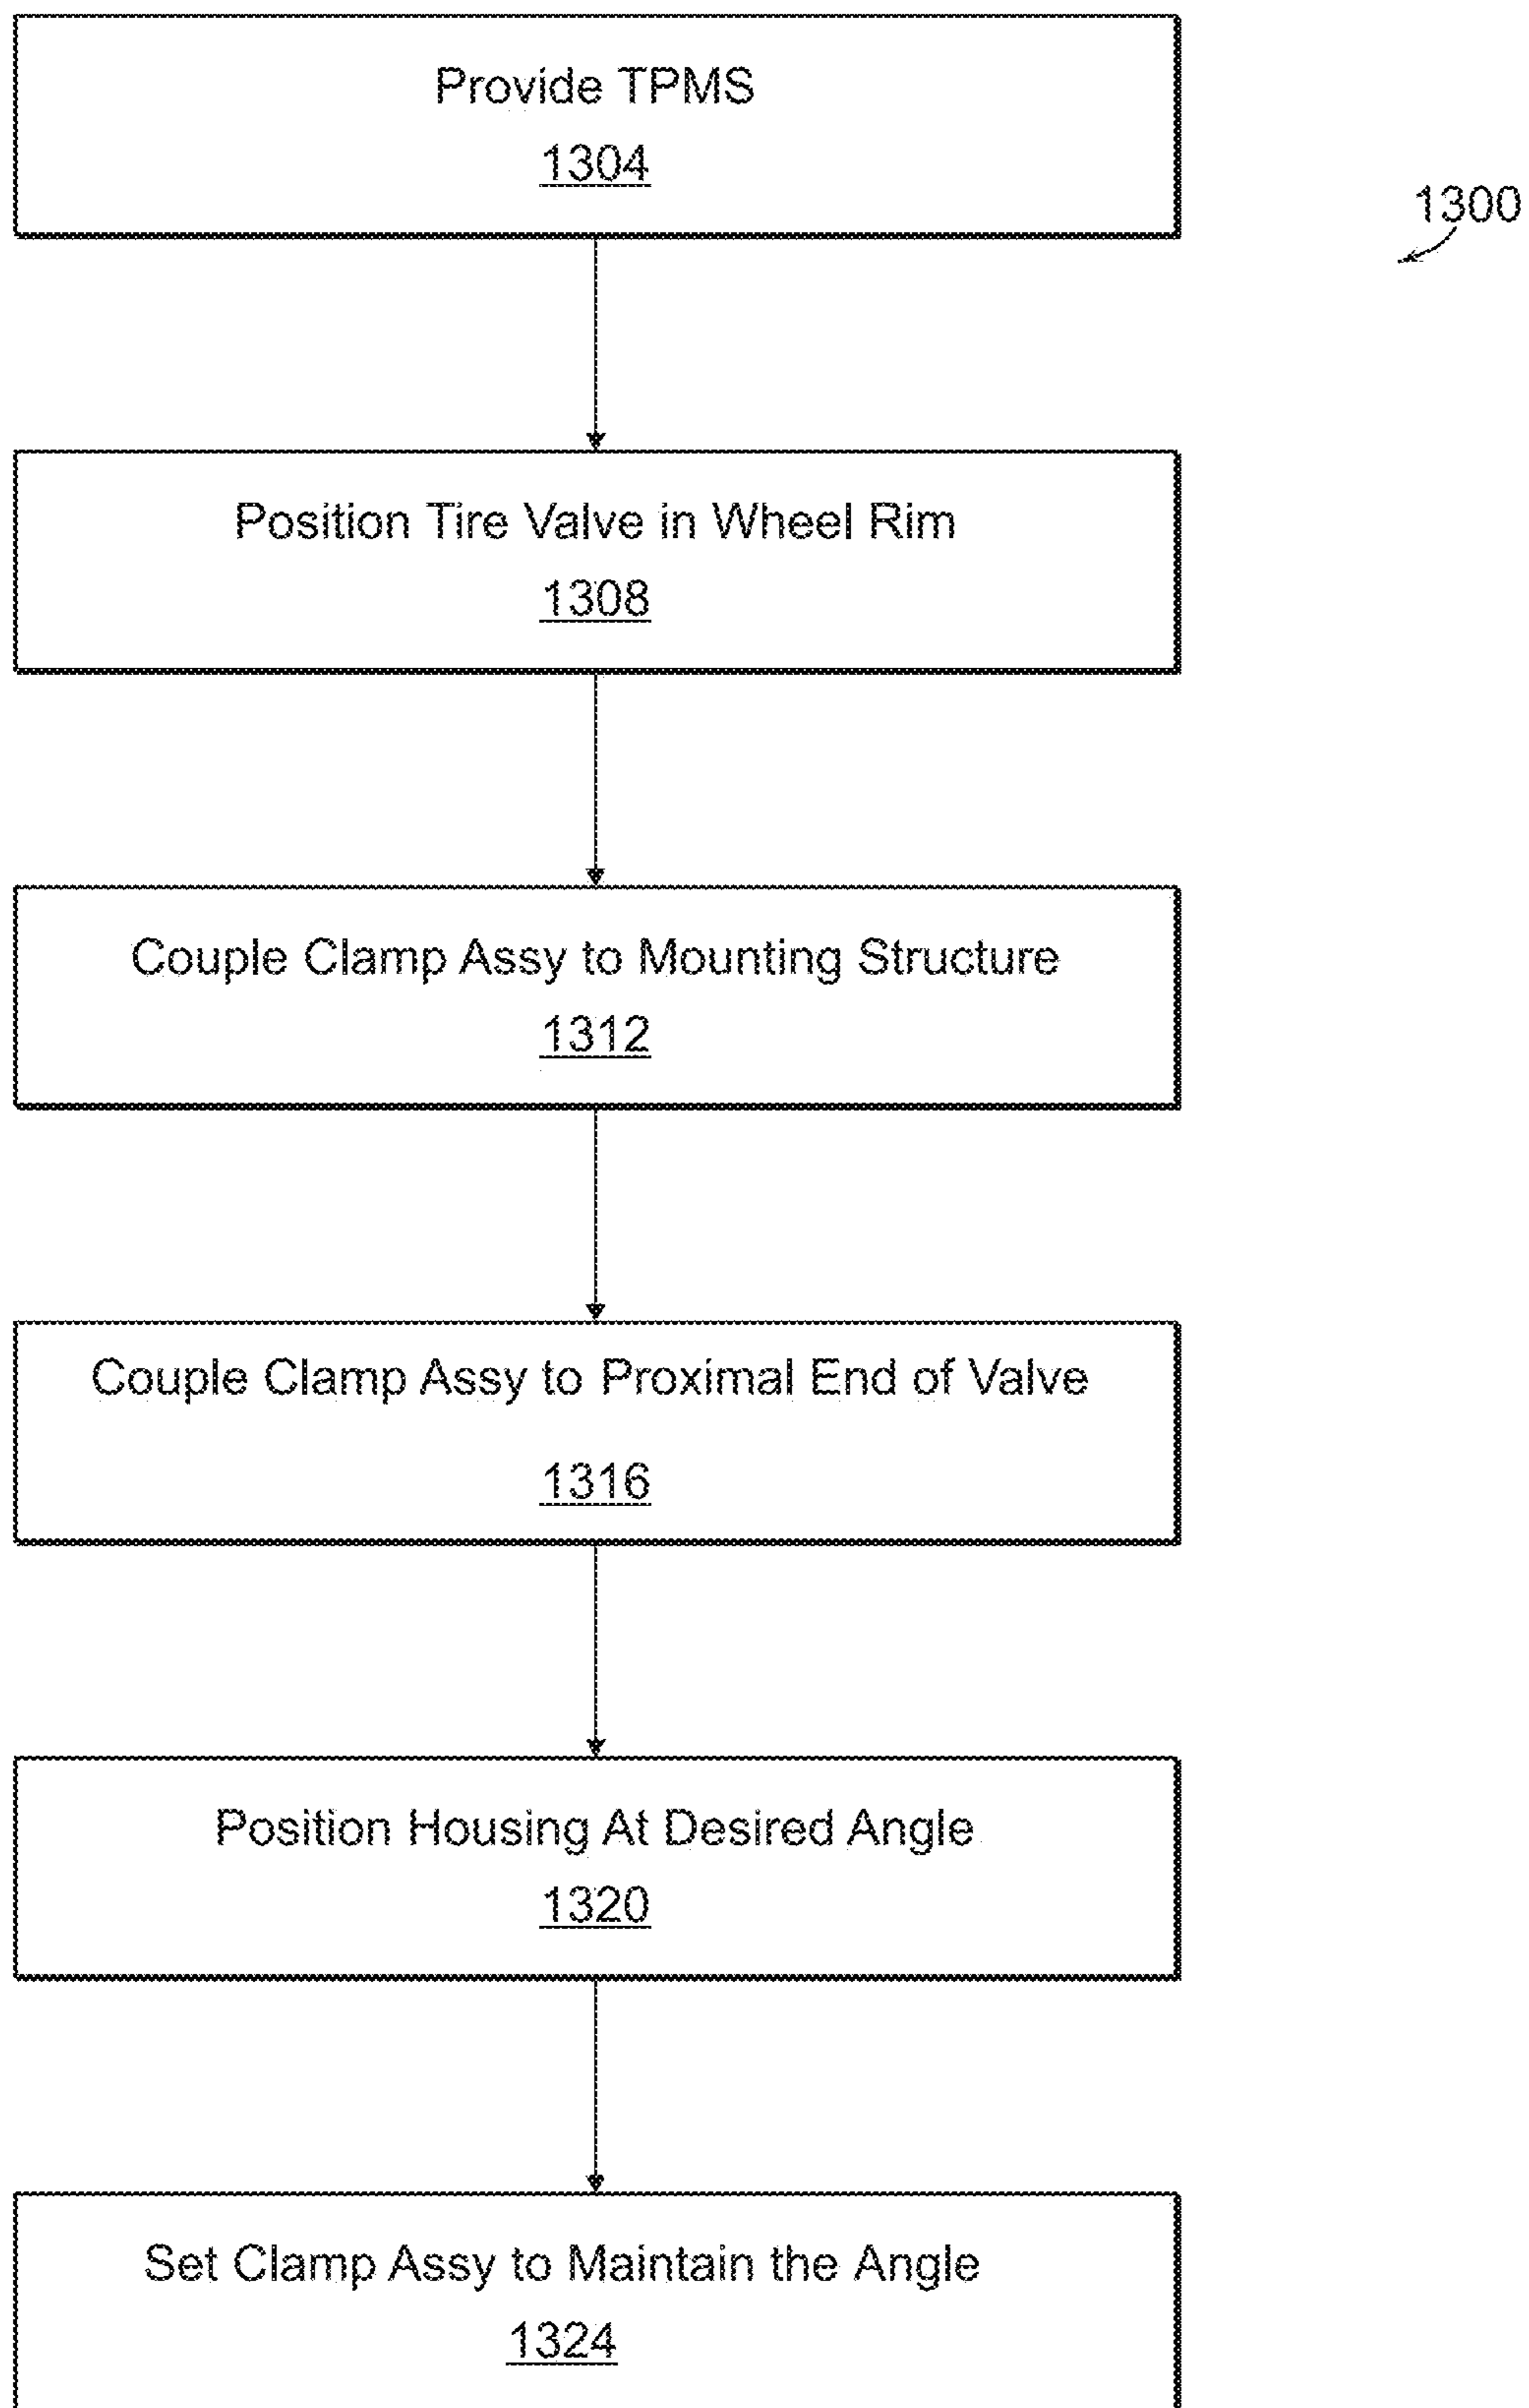 Provide TPMS
1304
1300
Position Tire Valve in Wheel Rim
1308
Couple Clamp Assy to Mounting Structure
1312
Couple Clamp Assy to Proximal End of Valve
1316
Position Housing At Desired Angle
1320
Set Clamp Assy to Maintain the Angle
1324